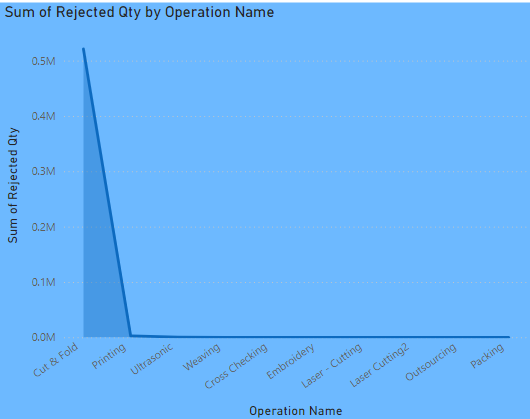 Sum of Rejected Qty by Operation Name
Sum of Rejected Qty
0.5M
0.4M
0.3M
0.2M
0.1M
0.0M
Cut & Fold
Printing
Ultrasonic
Weaving
Cross Checking
Embroidery
Laser - Cutting
Laser Cutting2
Outsourcing
Packing
Operation Name